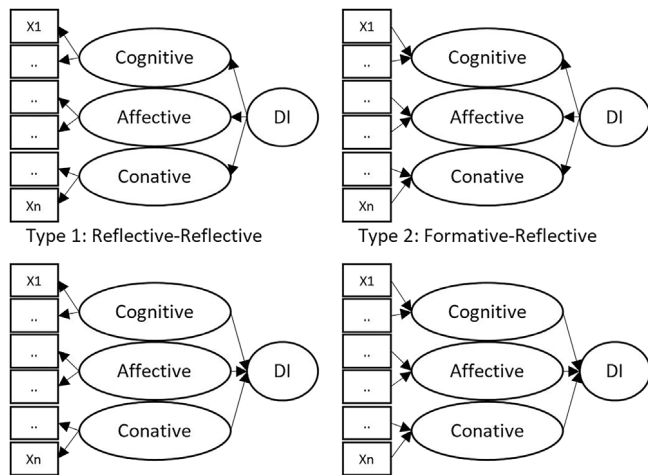 X1
..
..
..
..
Xn
Cognitive
Affective
Conative
DI
Type 1: Reflective-Reflective
X1
..
..
..
..
Xn
Cognitive
Affective
Conative
DI
Type 2: Formative-Reflective
X1
..
..
..
..
Xn
Cognitive
Affective
Conative
DI
X1
..
..
..
..
Xn
Cognitive
Affective
Conative
DI